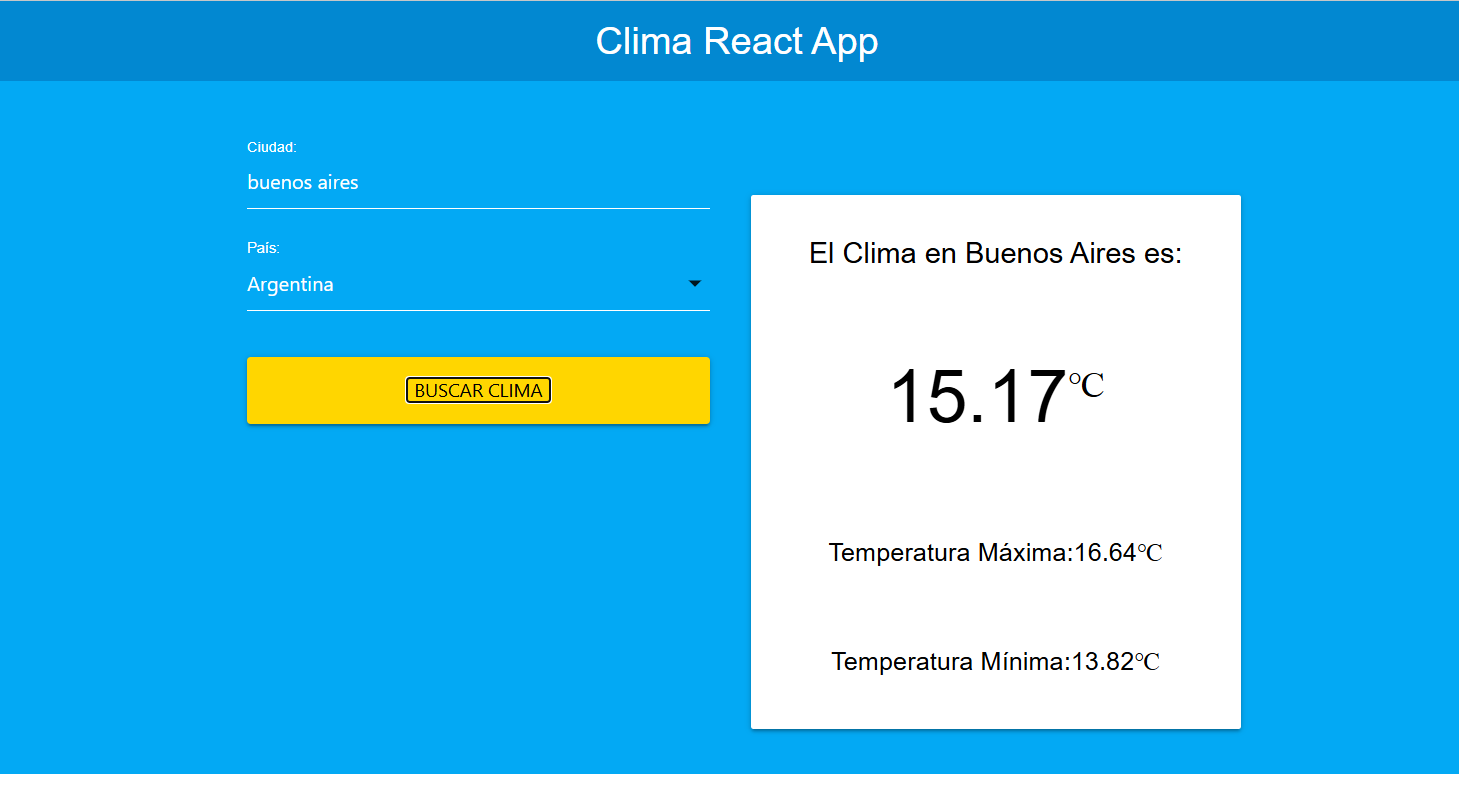 Clima React App
Ciudad:
buenos aires
País:
Argentina
BUSCAR CLIMA
El Clima en Buenos Aires es:
15.17℃
Temperatura Máxima:16.64℃
Temperatura Mínima:13.82℃